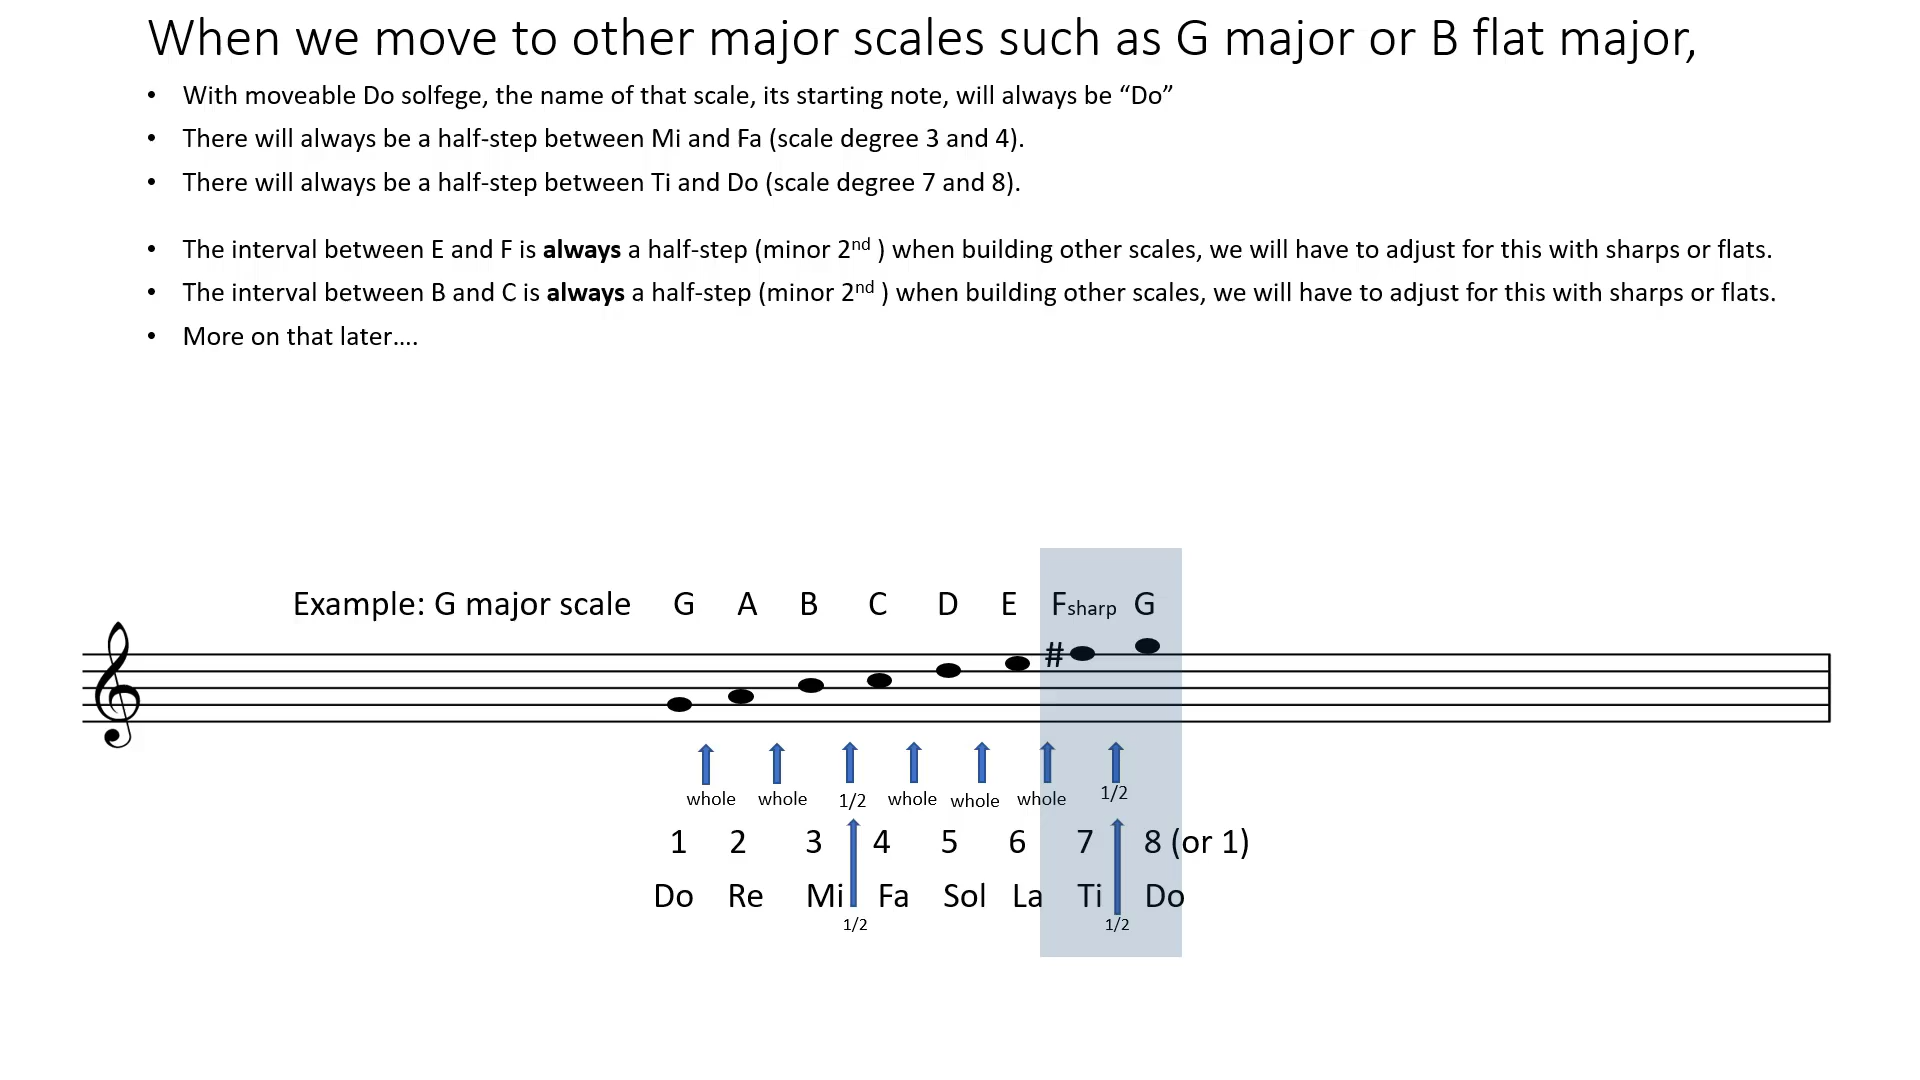 When we move to other major scales such as G major or B flat major,
• With moveable Do solfege, the name of that scale, its starting note, will always be “Do”
• There will always be a half-step between Mi and Fa (scale degree 3 and 4).
• There will always be a half-step between Ti and Do (scale degree 7 and 8).
• The interval between E and F is always a half-step (minor 2nd ) when building other scales, we will have to adjust for this with sharps or flats.
• The interval between B and C is always a half-step (minor 2nd ) when building other scales, we will have to adjust for this with sharps or flats.
• More on that later....
Example: G major scale G A B C D E Fsharp G
#
whole whole 1/2 whole whole whole 1/2
1 2 3 4 5 6 7 8 (or 1)
Do Re Mi Fa Sol La Ti Do
1/2 1/2